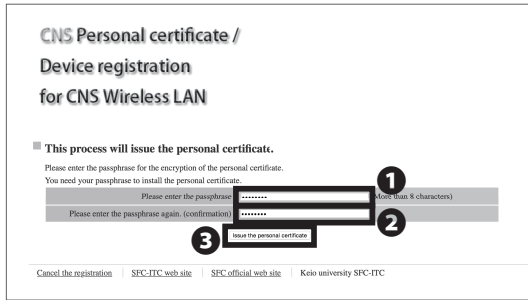 CNS Personal certificate /
Device registration
for CNS Wireless LAN
This process will issue the personal certificate.
Please enter the passphrase for the encryption of the personal certificate.
You need your passphrase to install the personal certificate.
1
Please enter the passphrase •••••••• More than 8 characters)
Please enter the passphrase again. (confirmation) •••••••• 2
3 Issue the personal certificate
Cancel the registration SFC-ITC web site SFC official web site Keio university SFC-ITC